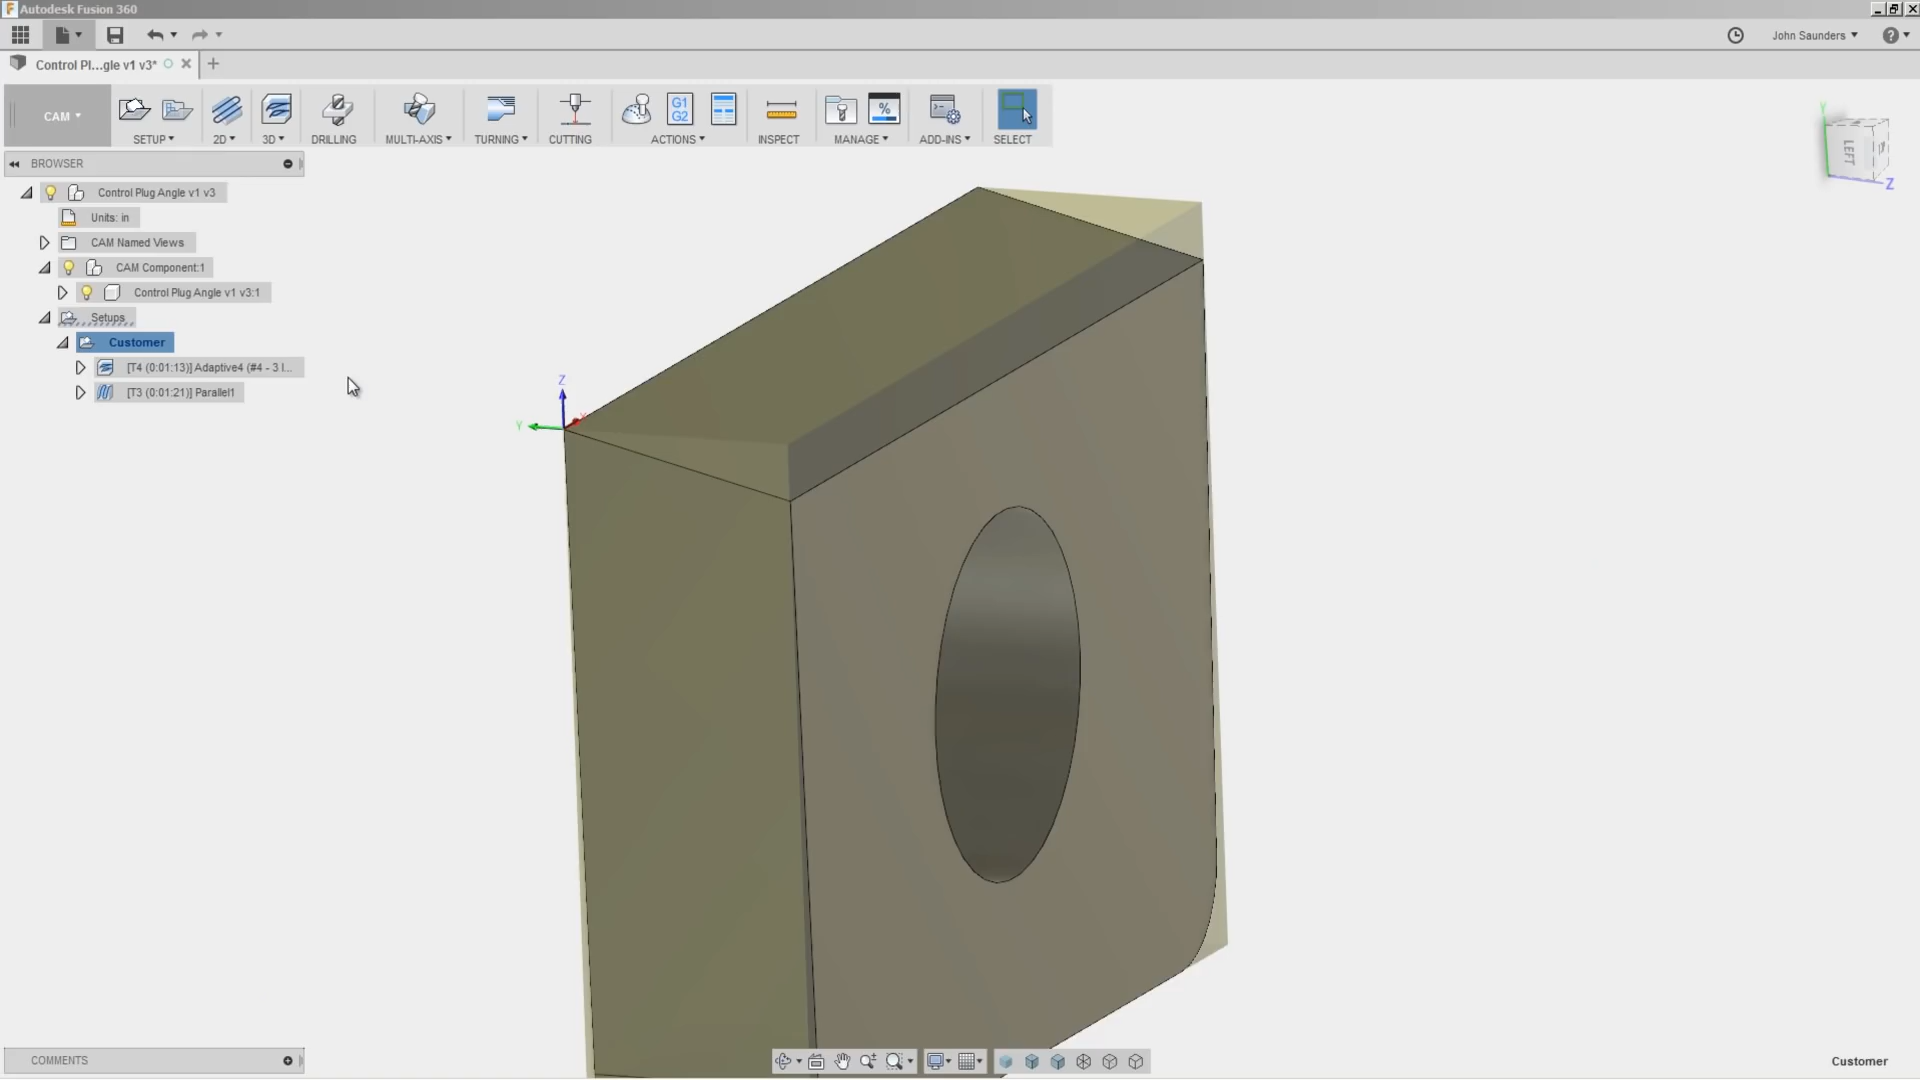 Autodesk Fusion 360
John Saunders
Control Pl...gle v1 v3*
CAM
SETUP
2D
3D
DRILLING
MULTI-AXIS
TURNING
CUTTING
G1
G2
ACTIONS
INSPECT
%
MANAGE
ADD-INS
SELECT
BROWSER
Control Plug Angle v1 v3
Units: in
CAM Named Views
CAM Component:1
Control Plug Angle v1 v3:1
Setups
Customer
[T4 (0:01:13)] Adaptive4 (#4 - 3 l...
[T3 (0:01:21)] Parallel1
Y
LEFT
Z
Z
Y
X
COMMENTS
Customer